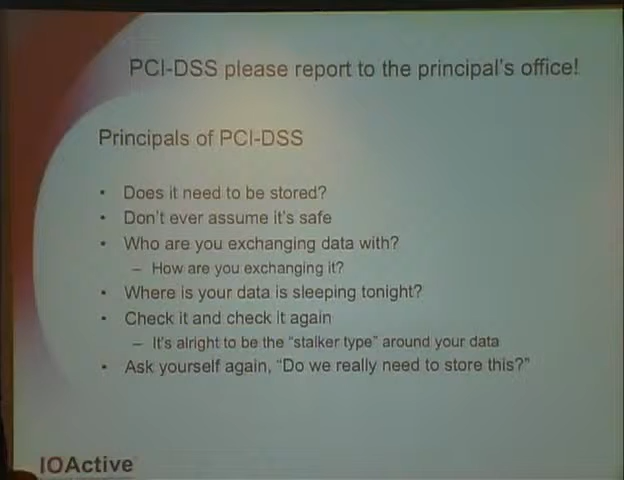 PCI-DSS please report to the principal's office!
Principals of PCI-DSS
• Does it need to be stored?
• Don't ever assume it's safe
• Who are you exchanging data with?
– How are you exchanging it?
• Where is your data is sleeping tonight?
• Check it and check it again
– It's alright to be the “stalker type” around your data
• Ask yourself again, “Do we really need to store this?”
IOActive